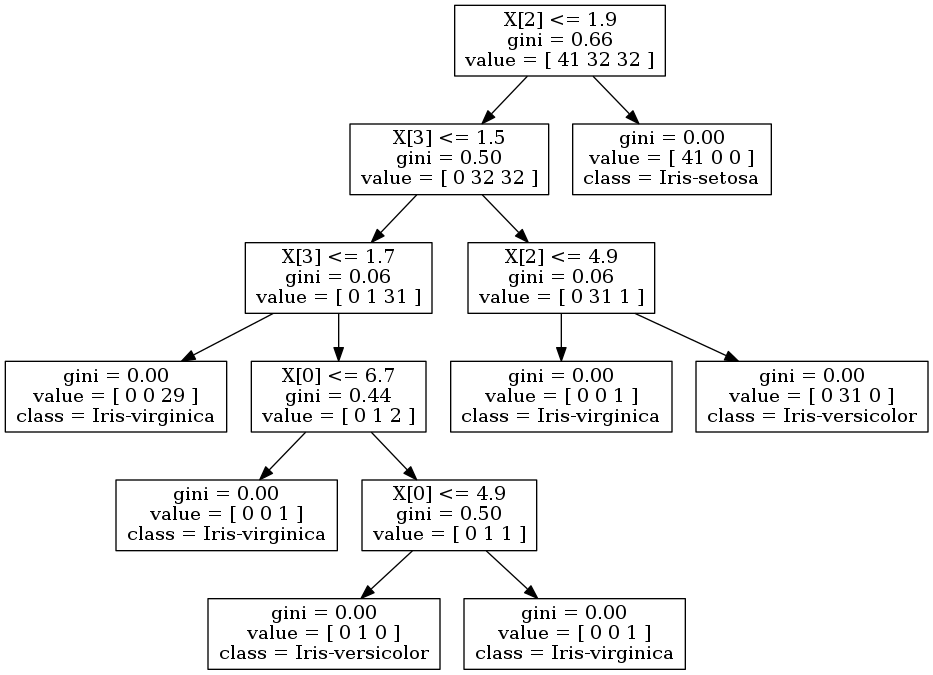 X[2] <= 1.9
gini = 0.66
value = [ 41 32 32 ]
X[3] <= 1.5
gini = 0.50
value = [ 0 32 32 ]
gini = 0.00
value = [ 41 0 0 ]
class = Iris-setosa
X[3] <= 1.7
gini = 0.06
value = [ 0 1 31 ]
X[2] <= 4.9
gini = 0.06
value = [ 0 31 1 ]
gini = 0.00
value = [ 0 0 29 ]
class = Iris-virginica
X[0] <= 6.7
gini = 0.44
value = [ 0 1 2 ]
gini = 0.00
value = [ 0 0 1 ]
class = Iris-virginica
gini = 0.00
value = [ 0 31 0 ]
class = Iris-versicolor
gini = 0.00
value = [ 0 0 1 ]
class = Iris-virginica
X[0] <= 4.9
gini = 0.50
value = [ 0 1 1 ]
gini = 0.00
value = [ 0 1 0 ]
class = Iris-versicolor
gini = 0.00
value = [ 0 0 1 ]
class = Iris-virginica